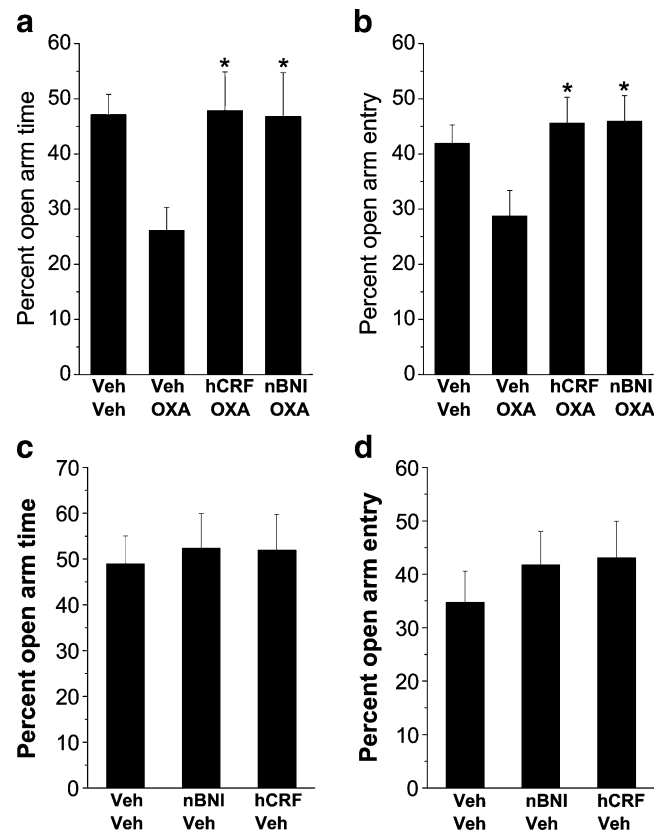 a
Percent open arm time
60
50
40
30
20
10
0
* *
Veh Veh hCRF nBNI
Veh OXA OXA OXA
b
Percent open arm entry
60
50
40
30
20
10
0
* *
Veh Veh hCRF nBNI
Veh OXA OXA OXA
c
Percent open arm time
70
60
50
40
30
20
10
0
Veh nBNI hCRF
Veh Veh Veh
d
Percent open arm entry
60
50
40
30
20
10
0
Veh nBNI hCRF
Veh Veh Veh